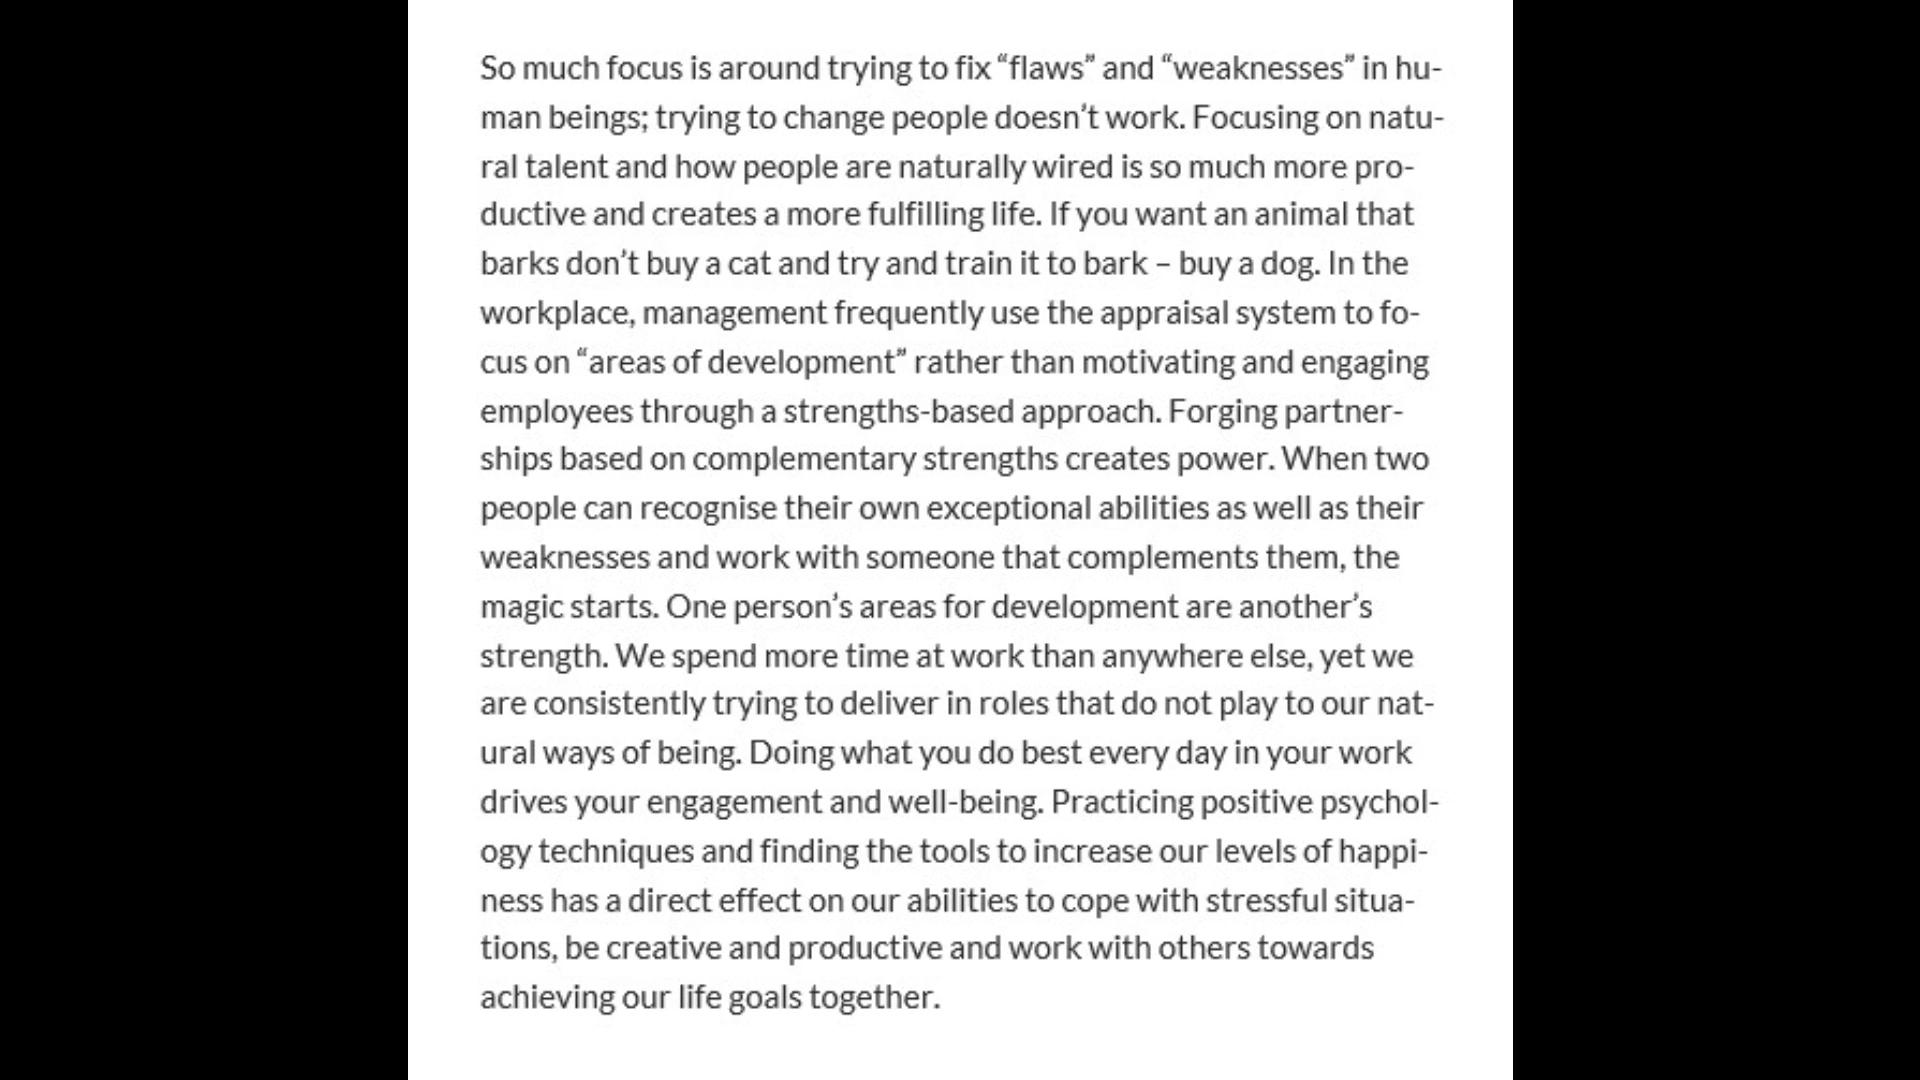 So much focus is around trying to fix “flaws” and “weaknesses” in hu-
man beings; trying to change people doesn’t work. Focusing on natu-
ral talent and how people are naturally wired is so much more pro-
ductive and creates a more fulfilling life. If you want an animal that
barks don’t buy a cat and try and train it to bark – buy a dog. In the
workplace, management frequently use the appraisal system to fo-
cus on “areas of development” rather than motivating and engaging
employees through a strengths-based approach. Forging partner-
ships based on complementary strengths creates power. When two
people can recognise their own exceptional abilities as well as their
weaknesses and work with someone that complements them, the
magic starts. One person’s areas for development are another’s
strength. We spend more time at work than anywhere else, yet we
are consistently trying to deliver in roles that do not play to our nat-
ural ways of being. Doing what you do best every day in your work
drives your engagement and well-being. Practicing positive psychol-
ogy techniques and finding the tools to increase our levels of happi-
ness has a direct effect on our abilities to cope with stressful situa-
tions, be creative and productive and work with others towards
achieving our life goals together.